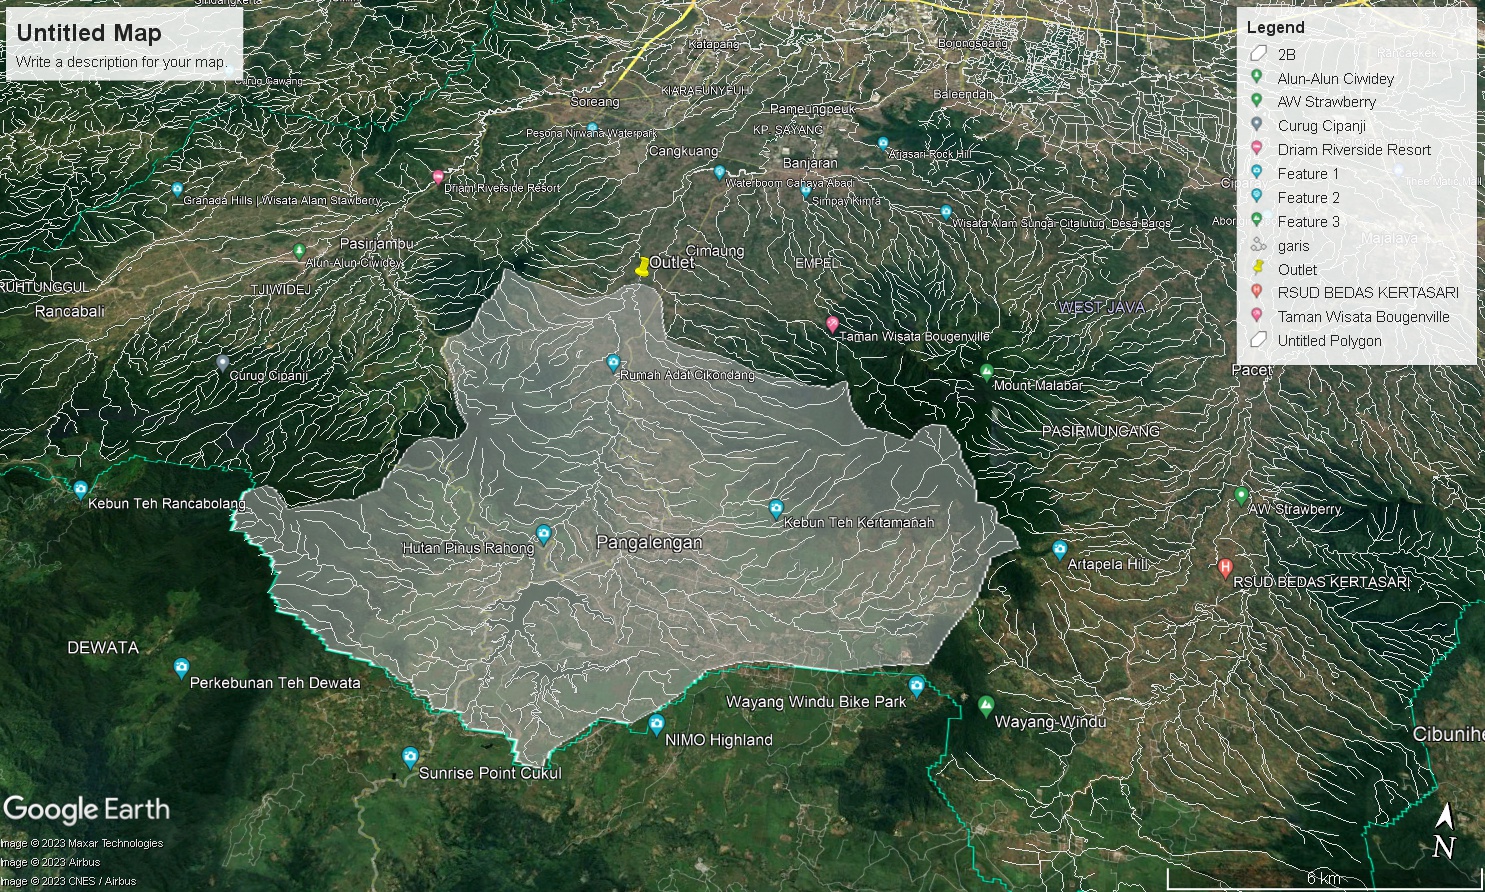 Untitled Map
Write a description for your map.
Curug Cawang
Katapang
Bojongsoang
Soreang
KIARAEUNYEUH
Baleendah
Pameungpeuk
Pesona Nirwana Waterpark
KP. SAYANG
Cangkuang
Banjaran
Arjasari Rock Hill
Driam Riverside Resort
Waterboom Cahaya Abadi
Simpay Kimfa
Granada Hills | Wisata Alam Stawberry
Wisata Alam Sungai Citalutug, Desa Baros
Pasirjambu
Alun-Alun Ciwidey
Cimaung
Outlet
EMPEL
Majalaya
TJIWIDEJ
Rancabali
WEST JAVA
Taman Wisata Bougenville
Curug Cipanji
Rumah Adat Cikondang
Mount Malabar
Pacet
PASIRMUNCANG
Kebun Teh Rancabolang
Kebun Teh Kertamanah
AW Strawberry
Hutan Pinus Rahong
Pangalengan
Artapela Hill
RSUD BEDAS KERTASARI
DEWATA
Perkebunan Teh Dewata
Wayang Windu Bike Park
Wayang-Windu
NIMO Highland
Cibunihe
Sunrise Point Cukul
Legend
2B
Alun-Alun Ciwidey
AW Strawberry
Curug Cipanji
Driam Riverside Resort
Feature 1
Feature 2
Feature 3
garis
Outlet
RSUD BEDAS KERTASARI
Taman Wisata Bougenville
Untitled Polygon
Google Earth
Image © 2023 Maxar Technologies
Image © 2023 Airbus
Image © 2023 CNES / Airbus
N
6 km